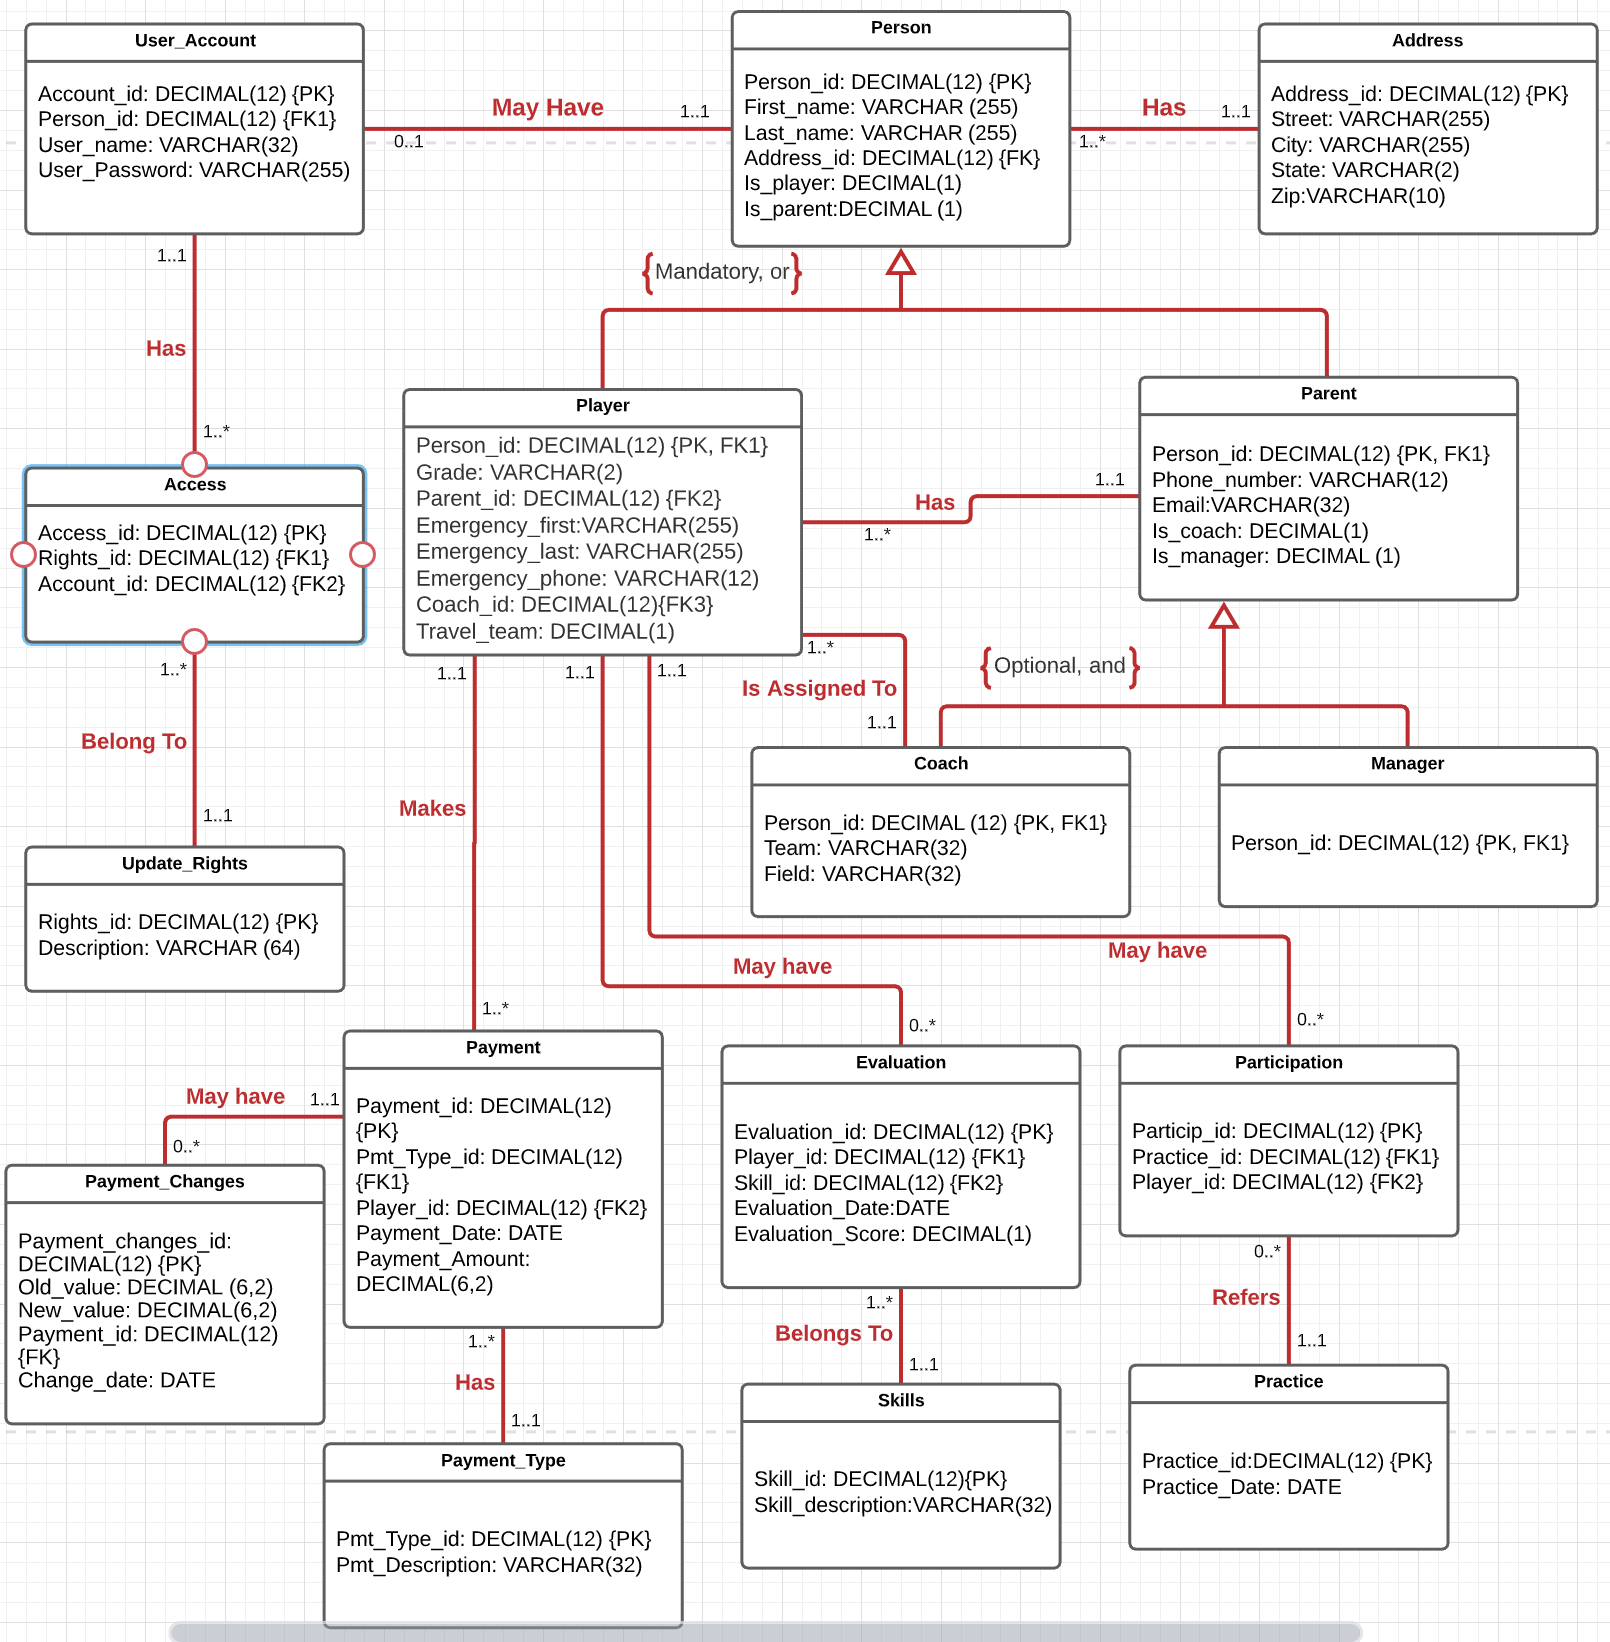 User_Account
Account_id: DECIMAL(12) {PK}
Person_id: DECIMAL(12) {FK1}
User_name: VARCHAR(32)
User_Password: VARCHAR(255)
May Have
0..1
1..1
Person
Person_id: DECIMAL(12) {PK}
First_name: VARCHAR (255)
Last_name: VARCHAR (255)
Address_id: DECIMAL(12) {FK}
Is_player: DECIMAL(1)
Is_parent:DECIMAL (1)
Has
1..*
1..1
Address
Address_id: DECIMAL(12) {PK}
Street: VARCHAR(255)
City: VARCHAR(255)
State: VARCHAR(2)
Zip:VARCHAR(10)
{Mandatory, or}
1..1
Has
1..*
Access
Access_id: DECIMAL(12) {PK}
Rights_id: DECIMAL(12) {FK1}
Account_id: DECIMAL(12) {FK2}
1..*
Belong To
1..1
Update_Rights
Rights_id: DECIMAL(12) {PK}
Description: VARCHAR (64)
Player
Person_id: DECIMAL(12) {PK, FK1}
Grade: VARCHAR(2)
Parent_id: DECIMAL(12) {FK2}
Emergency_first:VARCHAR(255)
Emergency_last: VARCHAR(255)
Emergency_phone: VARCHAR(12)
Coach_id: DECIMAL(12){FK3}
Travel_team: DECIMAL(1)
Has
1..*
1..1
Parent
Person_id: DECIMAL(12) {PK, FK1}
Phone_number: VARCHAR(12)
Email:VARCHAR(32)
Is_coach: DECIMAL(1)
Is_manager: DECIMAL (1)
1..*
Is Assigned To
1..1
{Optional, and}
Coach
Person_id: DECIMAL (12) {PK, FK1}
Team: VARCHAR(32)
Field: VARCHAR(32)
Manager
Person_id: DECIMAL(12) {PK, FK1}
1..1
1..1
1..1
Makes
1..*
May have
0..*
May have
0..*
Payment
Payment_id: DECIMAL(12)
{PK}
Pmt_Type_id: DECIMAL(12)
{FK1}
Player_id: DECIMAL(12) {FK2}
Payment_Date: DATE
Payment_Amount:
DECIMAL(6,2)
May have
1..1
0..*
Payment_Changes
Payment_changes_id:
DECIMAL(12) {PK}
Old_value: DECIMAL (6,2)
New_value: DECIMAL(6,2)
Payment_id: DECIMAL(12)
{FK}
Change_date: DATE
1..*
Has
1..1
Payment_Type
Pmt_Type_id: DECIMAL(12) {PK}
Pmt_Description: VARCHAR(32)
Evaluation
Evaluation_id: DECIMAL(12) {PK}
Player_id: DECIMAL(12) {FK1}
Skill_id: DECIMAL(12) {FK2}
Evaluation_Date:DATE
Evaluation_Score: DECIMAL(1)
1..*
Belongs To
1..1
Skills
Skill_id: DECIMAL(12){PK}
Skill_description:VARCHAR(32)
Participation
Particip_id: DECIMAL(12) {PK}
Practice_id: DECIMAL(12) {FK1}
Player_id: DECIMAL(12) {FK2}
0..*
Refers
1..1
Practice
Practice_id:DECIMAL(12) {PK}
Practice_Date: DATE